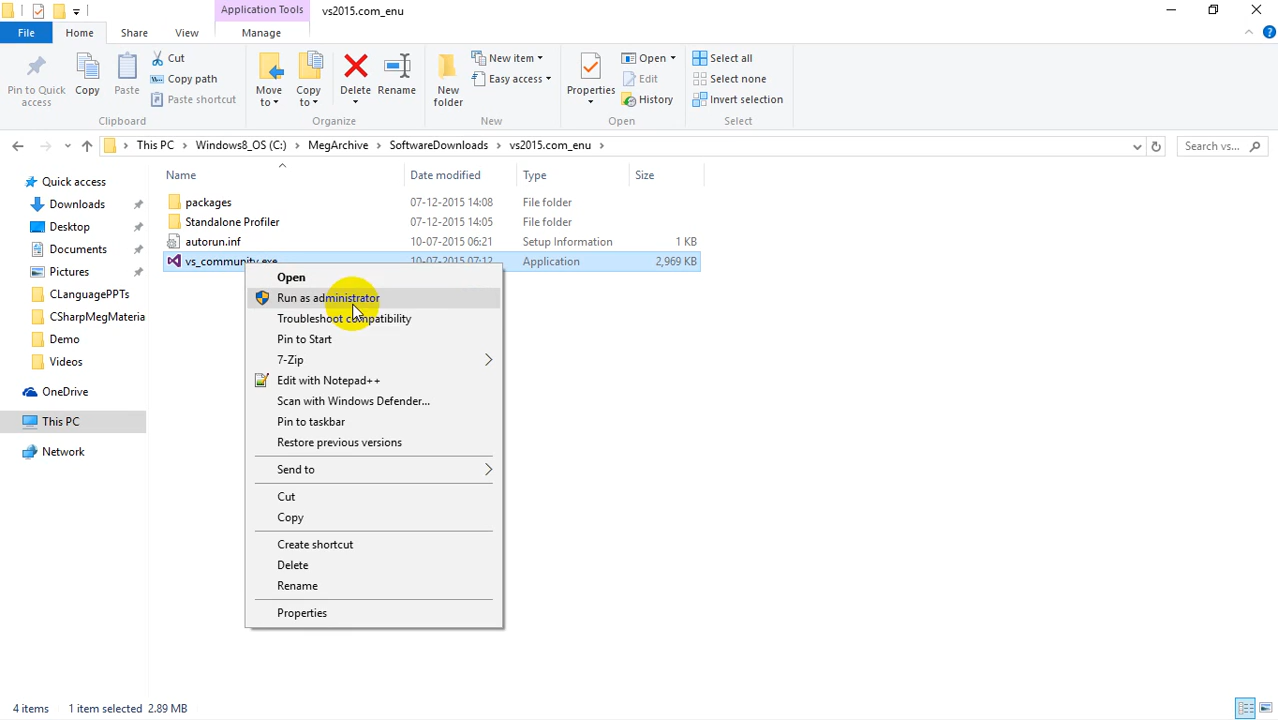 Application Tools
vs2015.com_enu
File
Home
Share
View
Manage
Pin to Quick access
Copy
Paste
Cut
Copy path
Paste shortcut
Clipboard
Move to
Copy to
Delete
Rename
Organize
New folder
New item
Easy access
New
Properties
Open
Edit
History
Open
Select all
Select none
Invert selection
Select
This PC
Windows8_OS (C:)
MegArchive
SoftwareDownloads
vs2015.com_enu
Search vs...
Quick access
Downloads
Desktop
Documents
Pictures
CLanguagePPTs
CSharpMegMateria
Demo
Videos
OneDrive
This PC
Network
Name Date modified Type Size
packages 07-12-2015 14:08 File folder
Standalone Profiler 07-12-2015 14:05 File folder
autorun.inf 10-07-2015 06:21 Setup Information 1 KB
vs_community.exe 10-07-2015 07:12 Application 2,969 KB
Open
Run as administrator
Troubleshoot compatibility
Pin to Start
7-Zip
Edit with Notepad++
Scan with Windows Defender...
Pin to taskbar
Restore previous versions
Send to
Cut
Copy
Create shortcut
Delete
Rename
Properties
4 items 1 item selected 2.89 MB